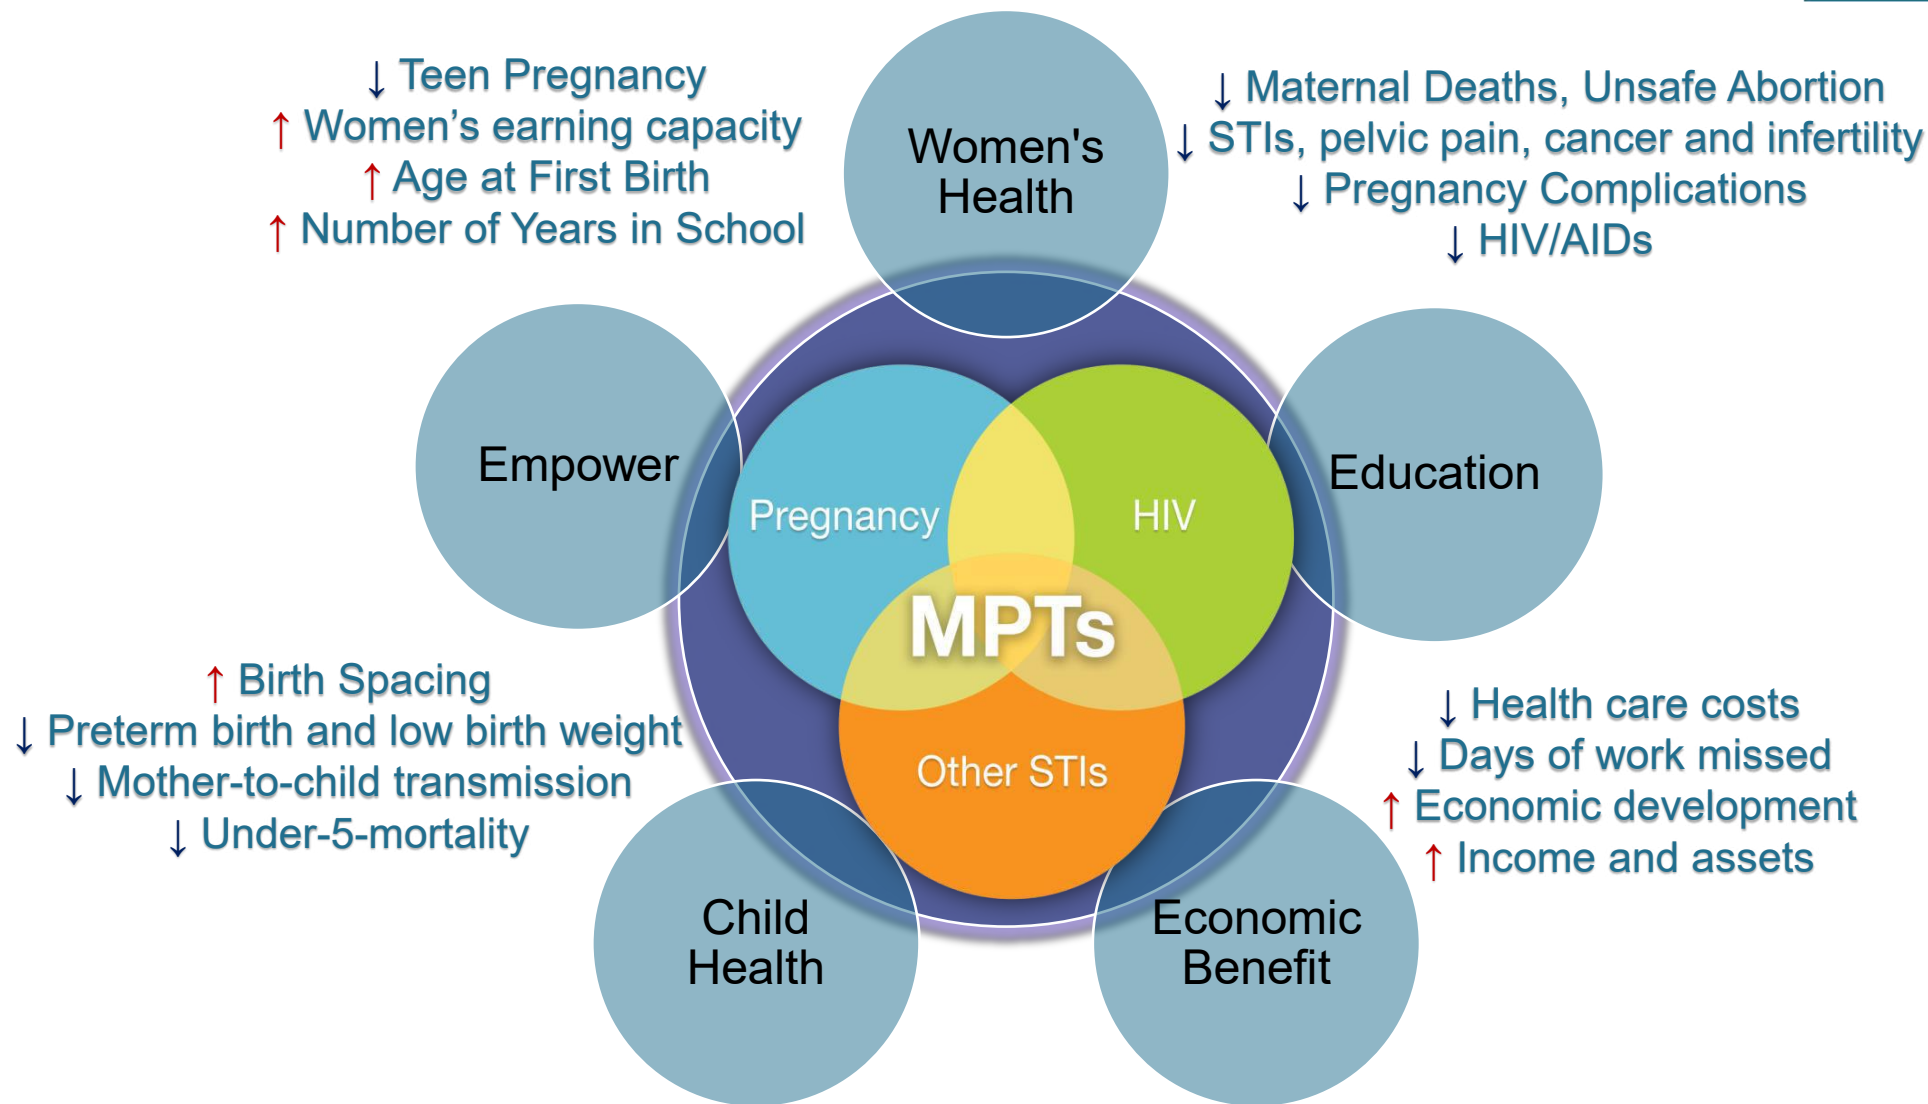 ↓ Teen Pregnancy
↑ Women’s earning capacity
↑ Age at First Birth
↑ Number of Years in School
Women's
Health
↓ Maternal Deaths, Unsafe Abortion
↓ STIs, pelvic pain, cancer and infertility
↓ Pregnancy Complications
↓ HIV/AIDs
Empower
Pregnancy
HIV
Education
MPTs
Other STIs
↑ Birth Spacing
↓ Preterm birth and low birth weight
↓ Mother-to-child transmission
↓ Under-5-mortality
↓ Health care costs
↓ Days of work missed
↑ Economic development
↑ Income and assets
Child
Health
Economic
Benefit